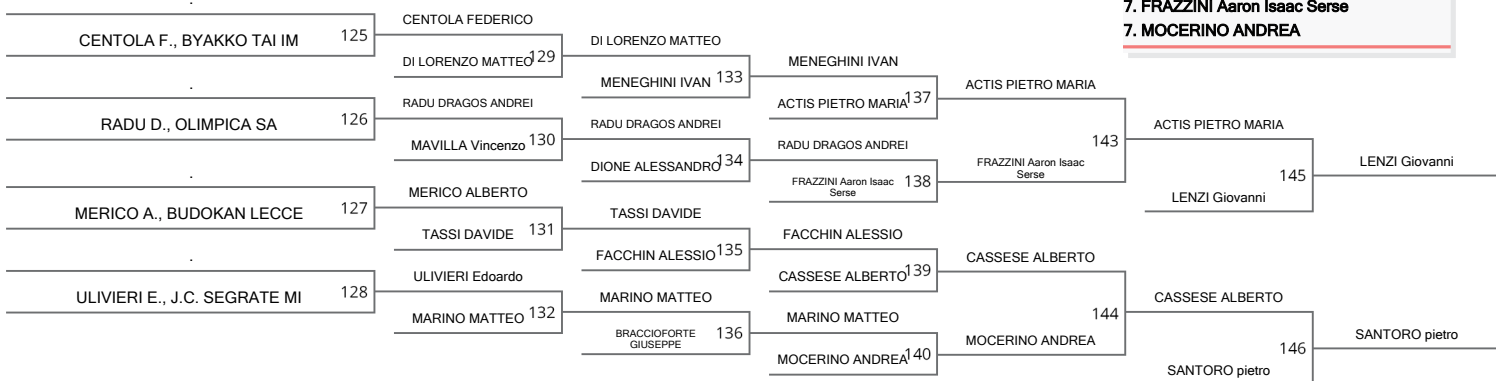 7. FRAZZINI Aaron Isaac Serse
7. MOCERINO ANDREA
.
CENTOLA F., BYAKKO TAI IM
125
.
RADU D., OLIMPICA SA
126
.
MERICO A., BUDOKAN LECCE
127
.
ULIVIERI E., J.C. SEGRATE MI
128
CENTOLA FEDERICO
DI LORENZO MATTEO
129
RADU DRAGOS ANDREI
MAVILLA Vincenzo
130
MERICO ALBERTO
TASSI DAVIDE
131
ULIVIERI Edoardo
MARINO MATTEO
132
DI LORENZO MATTEO
MENEGHINI IVAN
133
RADU DRAGOS ANDREI
DIONE ALESSANDRO
134
TASSI DAVIDE
FACCHIN ALESSIO
135
MARINO MATTEO
BRACCIOFORTE
GIUSEPPE
136
MENEGHINI IVAN
ACTIS PIETRO MARIA
137
RADU DRAGOS ANDREI
FRAZZINI Aaron Isaac
Serse
138
FACCHIN ALESSIO
CASSESE ALBERTO
139
MARINO MATTEO
MOCERINO ANDREA
140
ACTIS PIETRO MARIA
FRAZZINI Aaron Isaac
Serse
143
CASSESE ALBERTO
MOCERINO ANDREA
144
ACTIS PIETRO MARIA
LENZI Giovanni
145
CASSESE ALBERTO
SANTORO pietro
146
LENZI Giovanni
SANTORO pietro